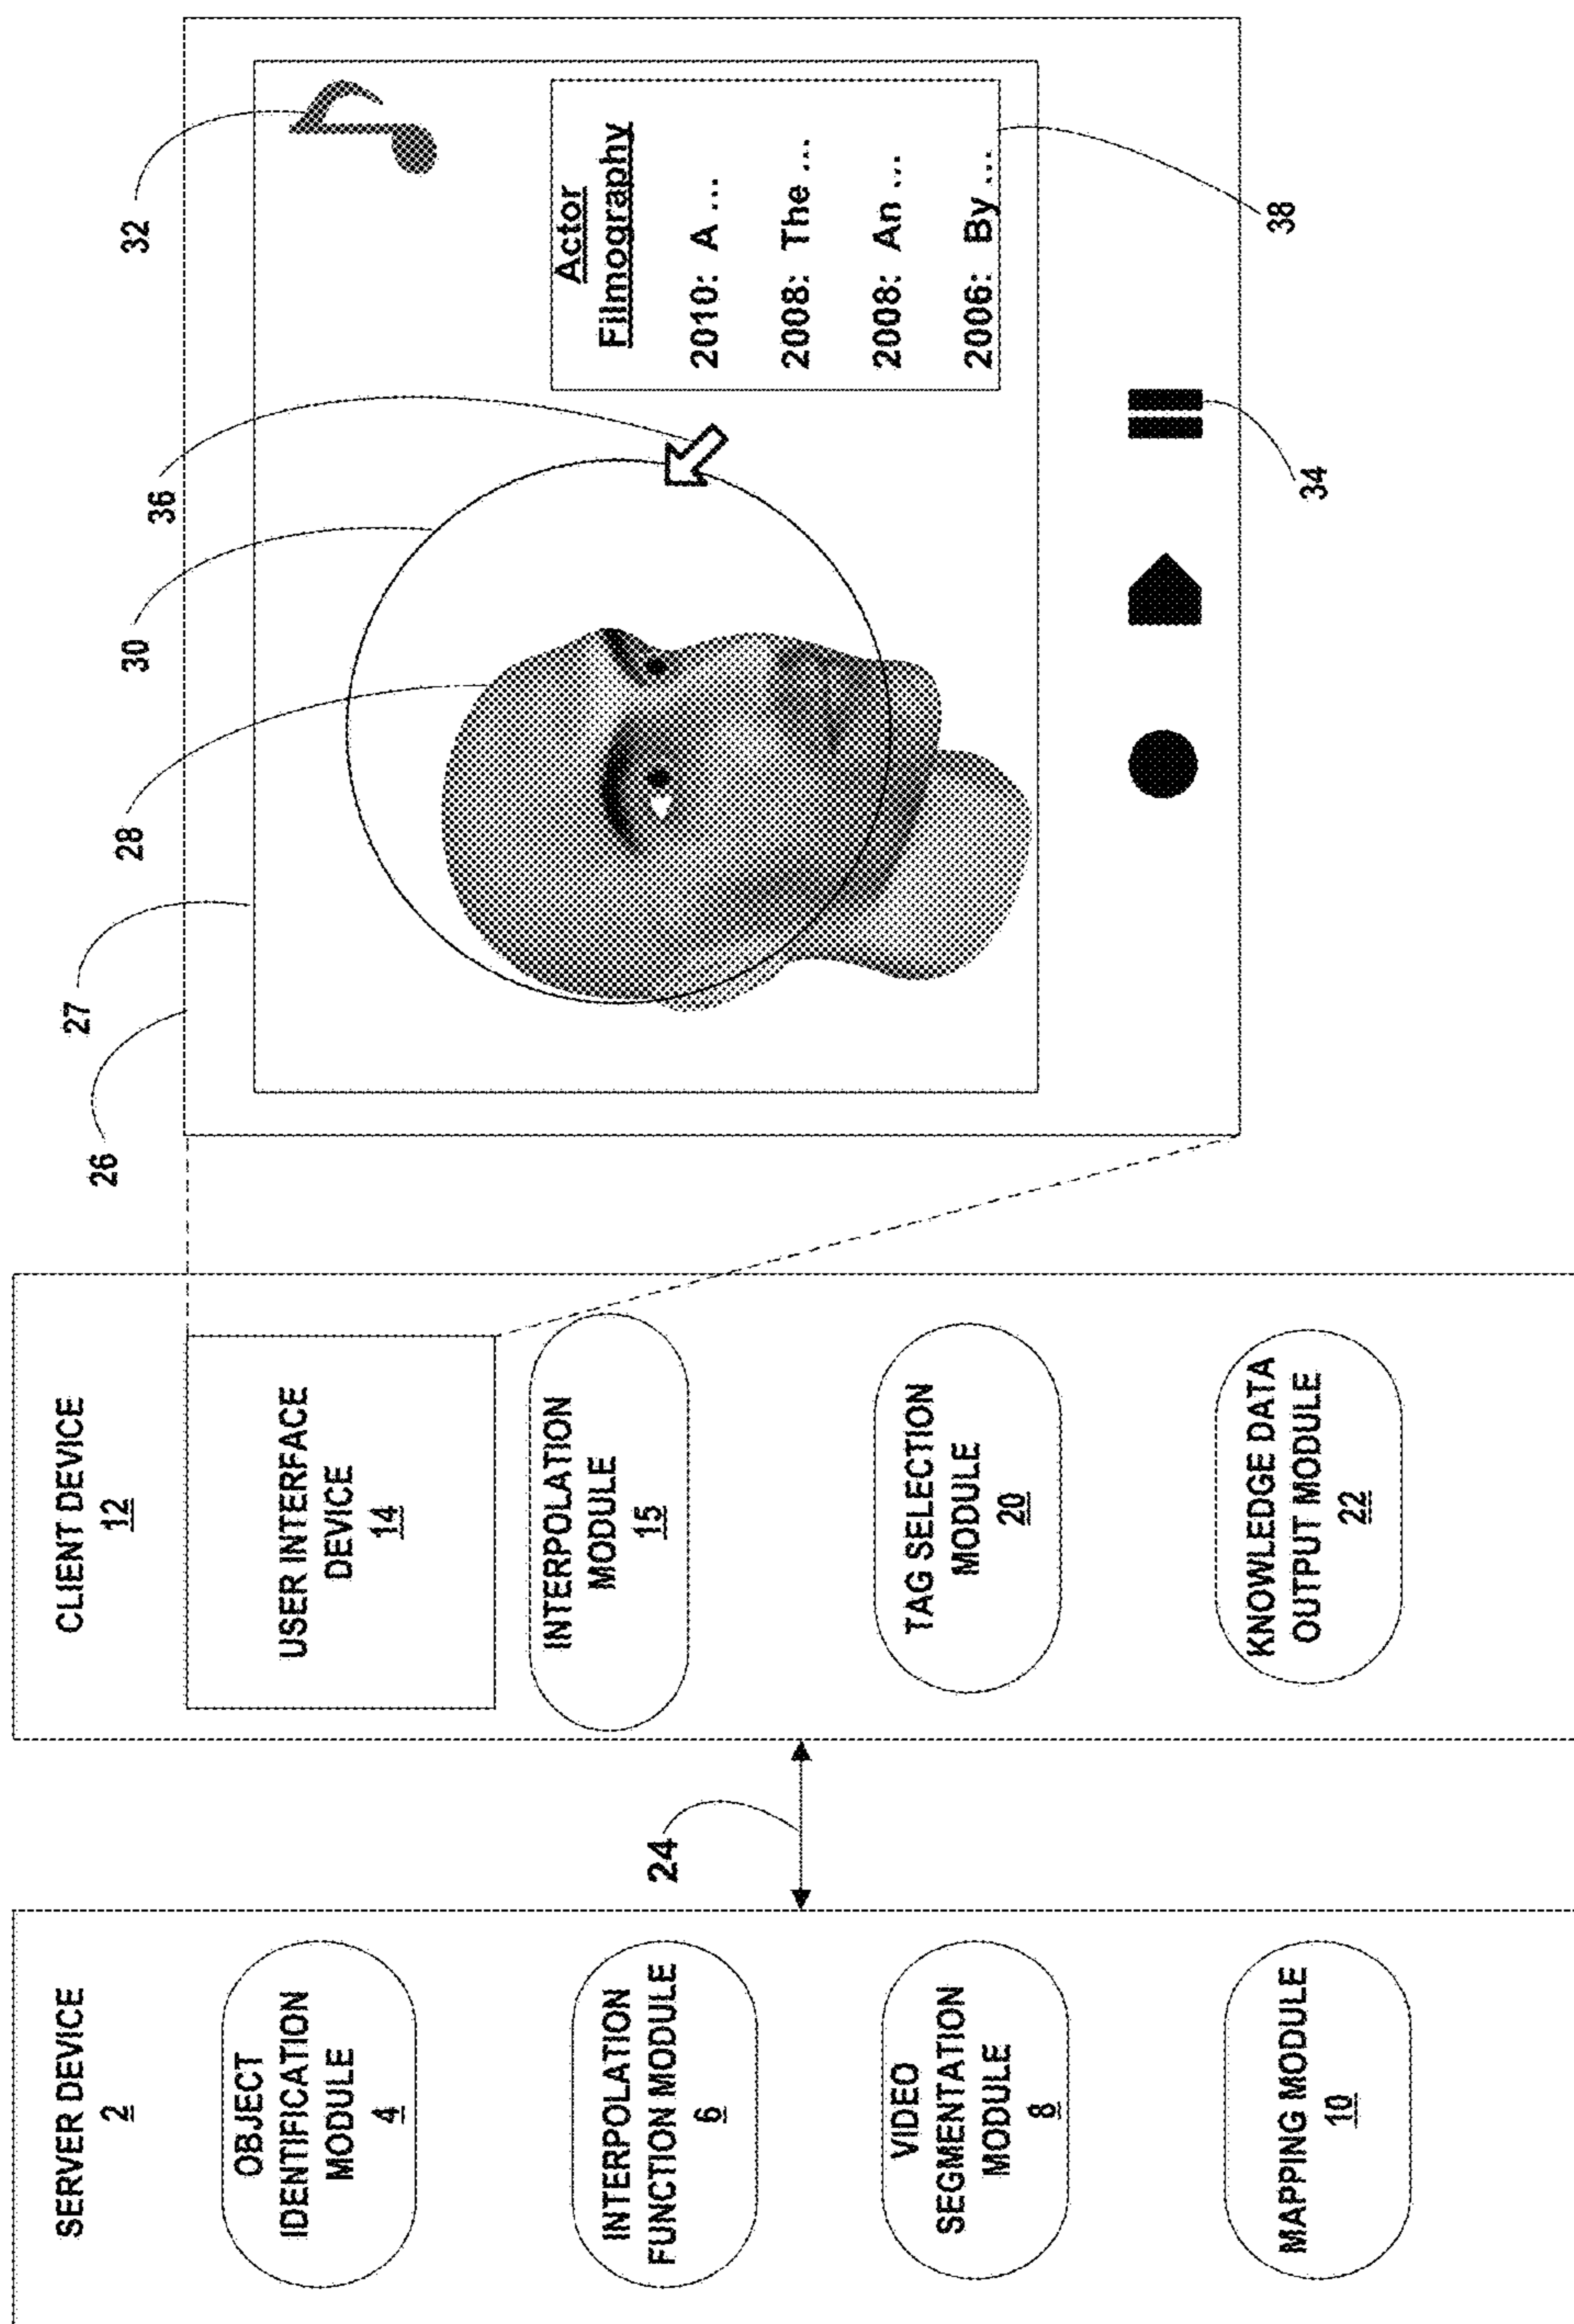 SERVER DEVICE
2
OBJECT
IDENTIFICATION
MODULE
4
INTERPOLATION
FUNCTION MODULE
6
VIDEO
SEGMENTATION
MODULE
8
MAPPING MODULE
10
24
CLIENT DEVICE
12
USER INTERFACE
DEVICE
14
INTERPOLATION
MODULE
15
TAG SELECTION
MODULE
20
KNOWLEDGE DATA
OUTPUT MODULE
22
26
27
28
30
36
32
Actor
Filmography
2010: A ...
2008: The ...
2008: An ...
2006: By ...
34
38